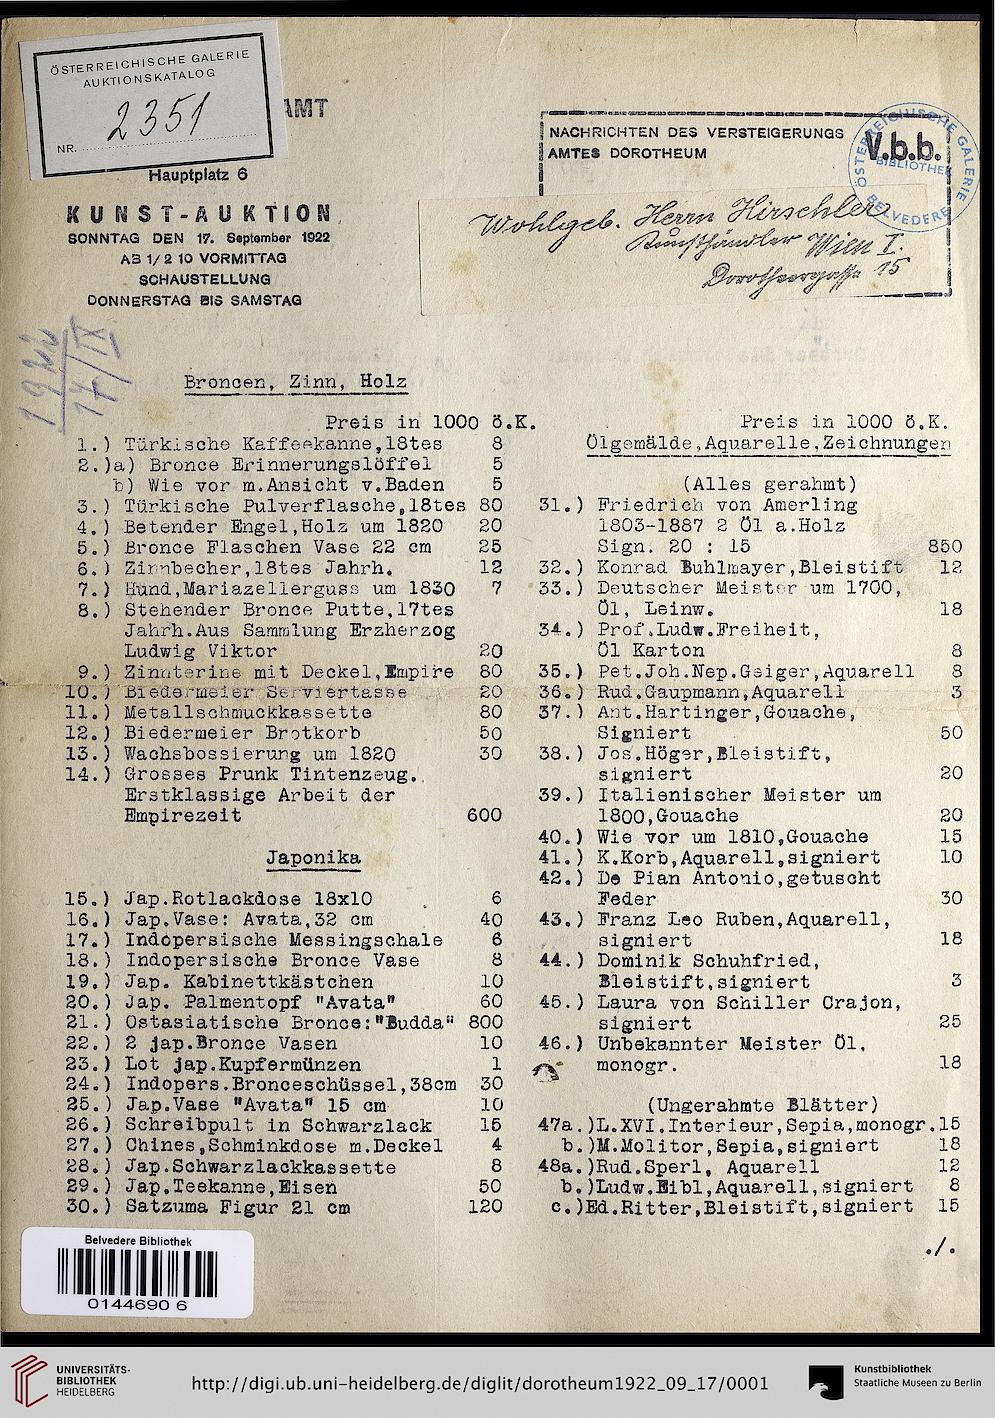 ÖSTERREICHISCHE GALERIE
AUKTIONSKATALOG
NR. 2351
AMT
Hauptplatz 6
KUNST-AUKTION
SONNTAG DEN 17. September 1922
AB 1/2 10 VORMITTAG
SCHAUSTELLUNG
DONNERSTAG BIS SAMSTAG
NACHRICHTEN DES VERSTEIGERUNGS
AMTES DOROTHEUM
V.b.b.
ÖSTERREICHISCHE GALERIE
BIBLIOTHEK
BELVEDERE
Wohlgeb. Herrn Hirschler
Kunsthändler Wien I.
Dorotheergasse 15
1922
17/IX
Broncen, Zinn, Holz
Preis in 1000 ö.K.
1.) Türkische Kaffeekanne,18tes 8
2.)a) Bronce Erinnerungslöffel 5
b) Wie vor m.Ansicht v.Baden 5
3.) Türkische Pulverflasche,18tes 80
4.) Betender Engel,Holz um 1820 20
5.) Bronce Flaschen Vase 22 cm 25
6.) Zinnbecher,18tes Jahrh. 12
7.) Hund,Mariazellerguss um 1830 7
8.) Stehender Bronce Putte,17tes
Jahrh.Aus Sammlung Erzherzog
Ludwig Viktor 20
9.) Zinnterine mit Deckel,Empire 80
10.) Biedermeier Serviertasse 20
11.) Metallschmuckkassette 80
12.) Biedermeier Brotkorb 50
13.) Wachsbossierung um 1820 30
14.) Grosses Prunk Tintenzeug.
Erstklassige Arbeit der
Empirezeit 600
Japonika
15.) Jap.Rotlackdose 18x10 6
16.) Jap.Vase: Avata,32 cm 40
17.) Indopersische Messingschale 6
18.) Indopersische Bronce Vase 8
19.) Jap. Kabinettkästchen 10
20.) Jap. Palmentopf "Avata" 60
21.) Ostasiatische Bronce:"Budda" 800
22.) 2 jap.Bronce Vasen 10
23.) Lot jap.Kupfermünzen 1
24.) Indopers.Bronceschüssel,38cm 30
25.) Jap.Vase "Avata" 15 cm 10
26.) Schreibpult in Schwarzlack 15
27.) Chines,Schminkdose m.Deckel 4
28.) Jap.Schwarzlackkassette 8
29.) Jap.Teekanne,Eisen 50
30.) Satzuma Figur 21 cm 120
Preis in 1000 ö.K.
Ölgemälde,Aquarelle,Zeichnungen
(Alles gerahmt)
31.) Friedrich von Amerling
1803-1887 2 Öl a.Holz
Sign. 20 : 15 850
32.) Konrad Buhlmayer,Bleistift 12
33.) Deutscher Meister um 1700,
Öl, Leinw. 18
34.) Prof.Ludw.Freiheit,
Öl Karton 8
35.) Pet.Joh.Nep.Geiger,Aquarell 8
36.) Rud.Gaupmann,Aquarell 3
37.) Ant.Hartinger,Gouache,
Signiert 50
38.) Jos.Höger,Bleistift,
signiert 20
39.) Italienischer Meister um
1800,Gouache 20
40.) Wie vor um 1810,Gouache 15
41.) K.Korb,Aquarell,signiert 10
42.) De Pian Antonio,getuscht
Feder 30
43.) Franz Leo Ruben,Aquarell,
signiert 18
44.) Dominik Schuhfried,
Bleistift,signiert 3
45.) Laura von Schiller Crajon,
signiert 25
46.) Unbekannter Meister Öl,
monogr. 18
(Ungerahmte Blätter)
47a.)L.XVI.Interieur,Sepia,monogr.15
b.)M.Molitor,Sepia,signiert 18
48a.)Rud.Sperl, Aquarell 12
b.)Ludw.Eibl,Aquarell,signiert 8
c.)Ed.Ritter,Bleistift,signiert 15
./.
Belvedere Bibliothek
0144690 6
UNIVERSITÄTS-
BIBLIOTHEK
HEIDELBERG
http://digi.ub.uni-heidelberg.de/diglit/dorotheum1922_09_17/0001
Kunstbibliothek
Staatliche Museen zu Berlin